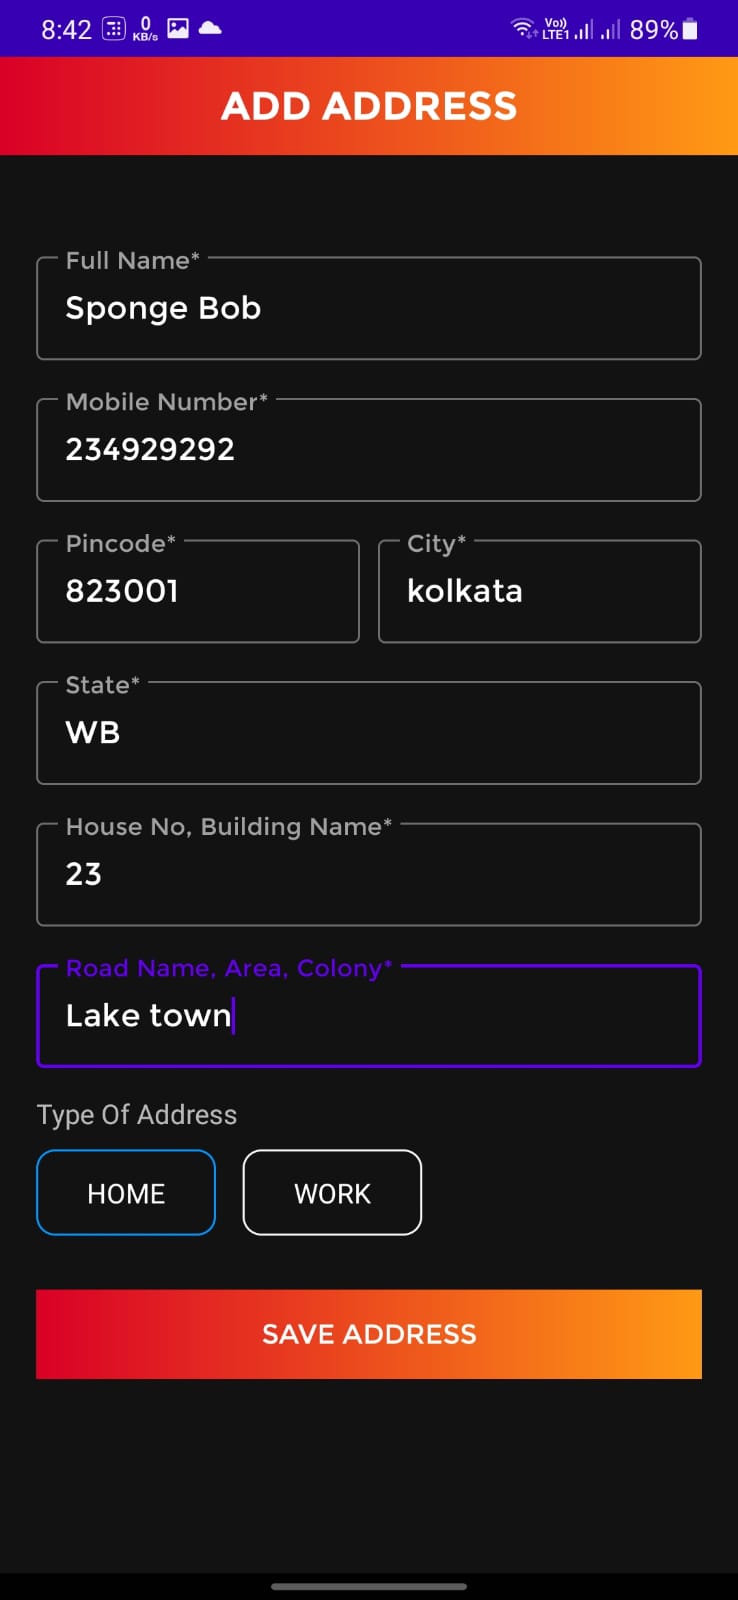 8:42 0 KB/s Vo)) LTE1 89%
ADD ADDRESS
Full Name*
Sponge Bob
Mobile Number*
234929292
Pincode* City*
823001 kolkata
State*
WB
House No, Building Name*
23
Road Name, Area, Colony*
Lake town
Type Of Address
HOME WORK
SAVE ADDRESS